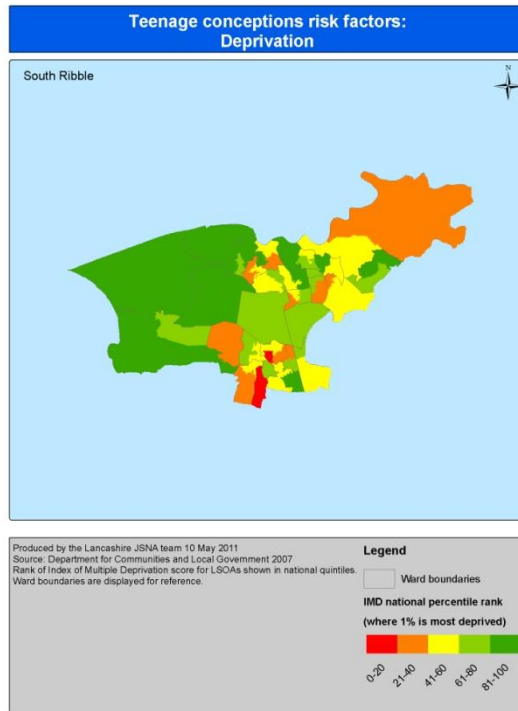 Teenage conceptions risk factors:
Deprivation
South Ribble
N
Produced by the Lancashire JSNA team 10 May 2011
Source: Department for Communities and Local Government 2007
Rank of Index of Multiple Deprivation score for LSOAs shown in national quintiles.
Ward boundaries are displayed for reference.
Legend
Ward boundaries
IMD national percentile rank
(where 1% is most deprived)
0-20
21-40
41-60
61-80
81-100